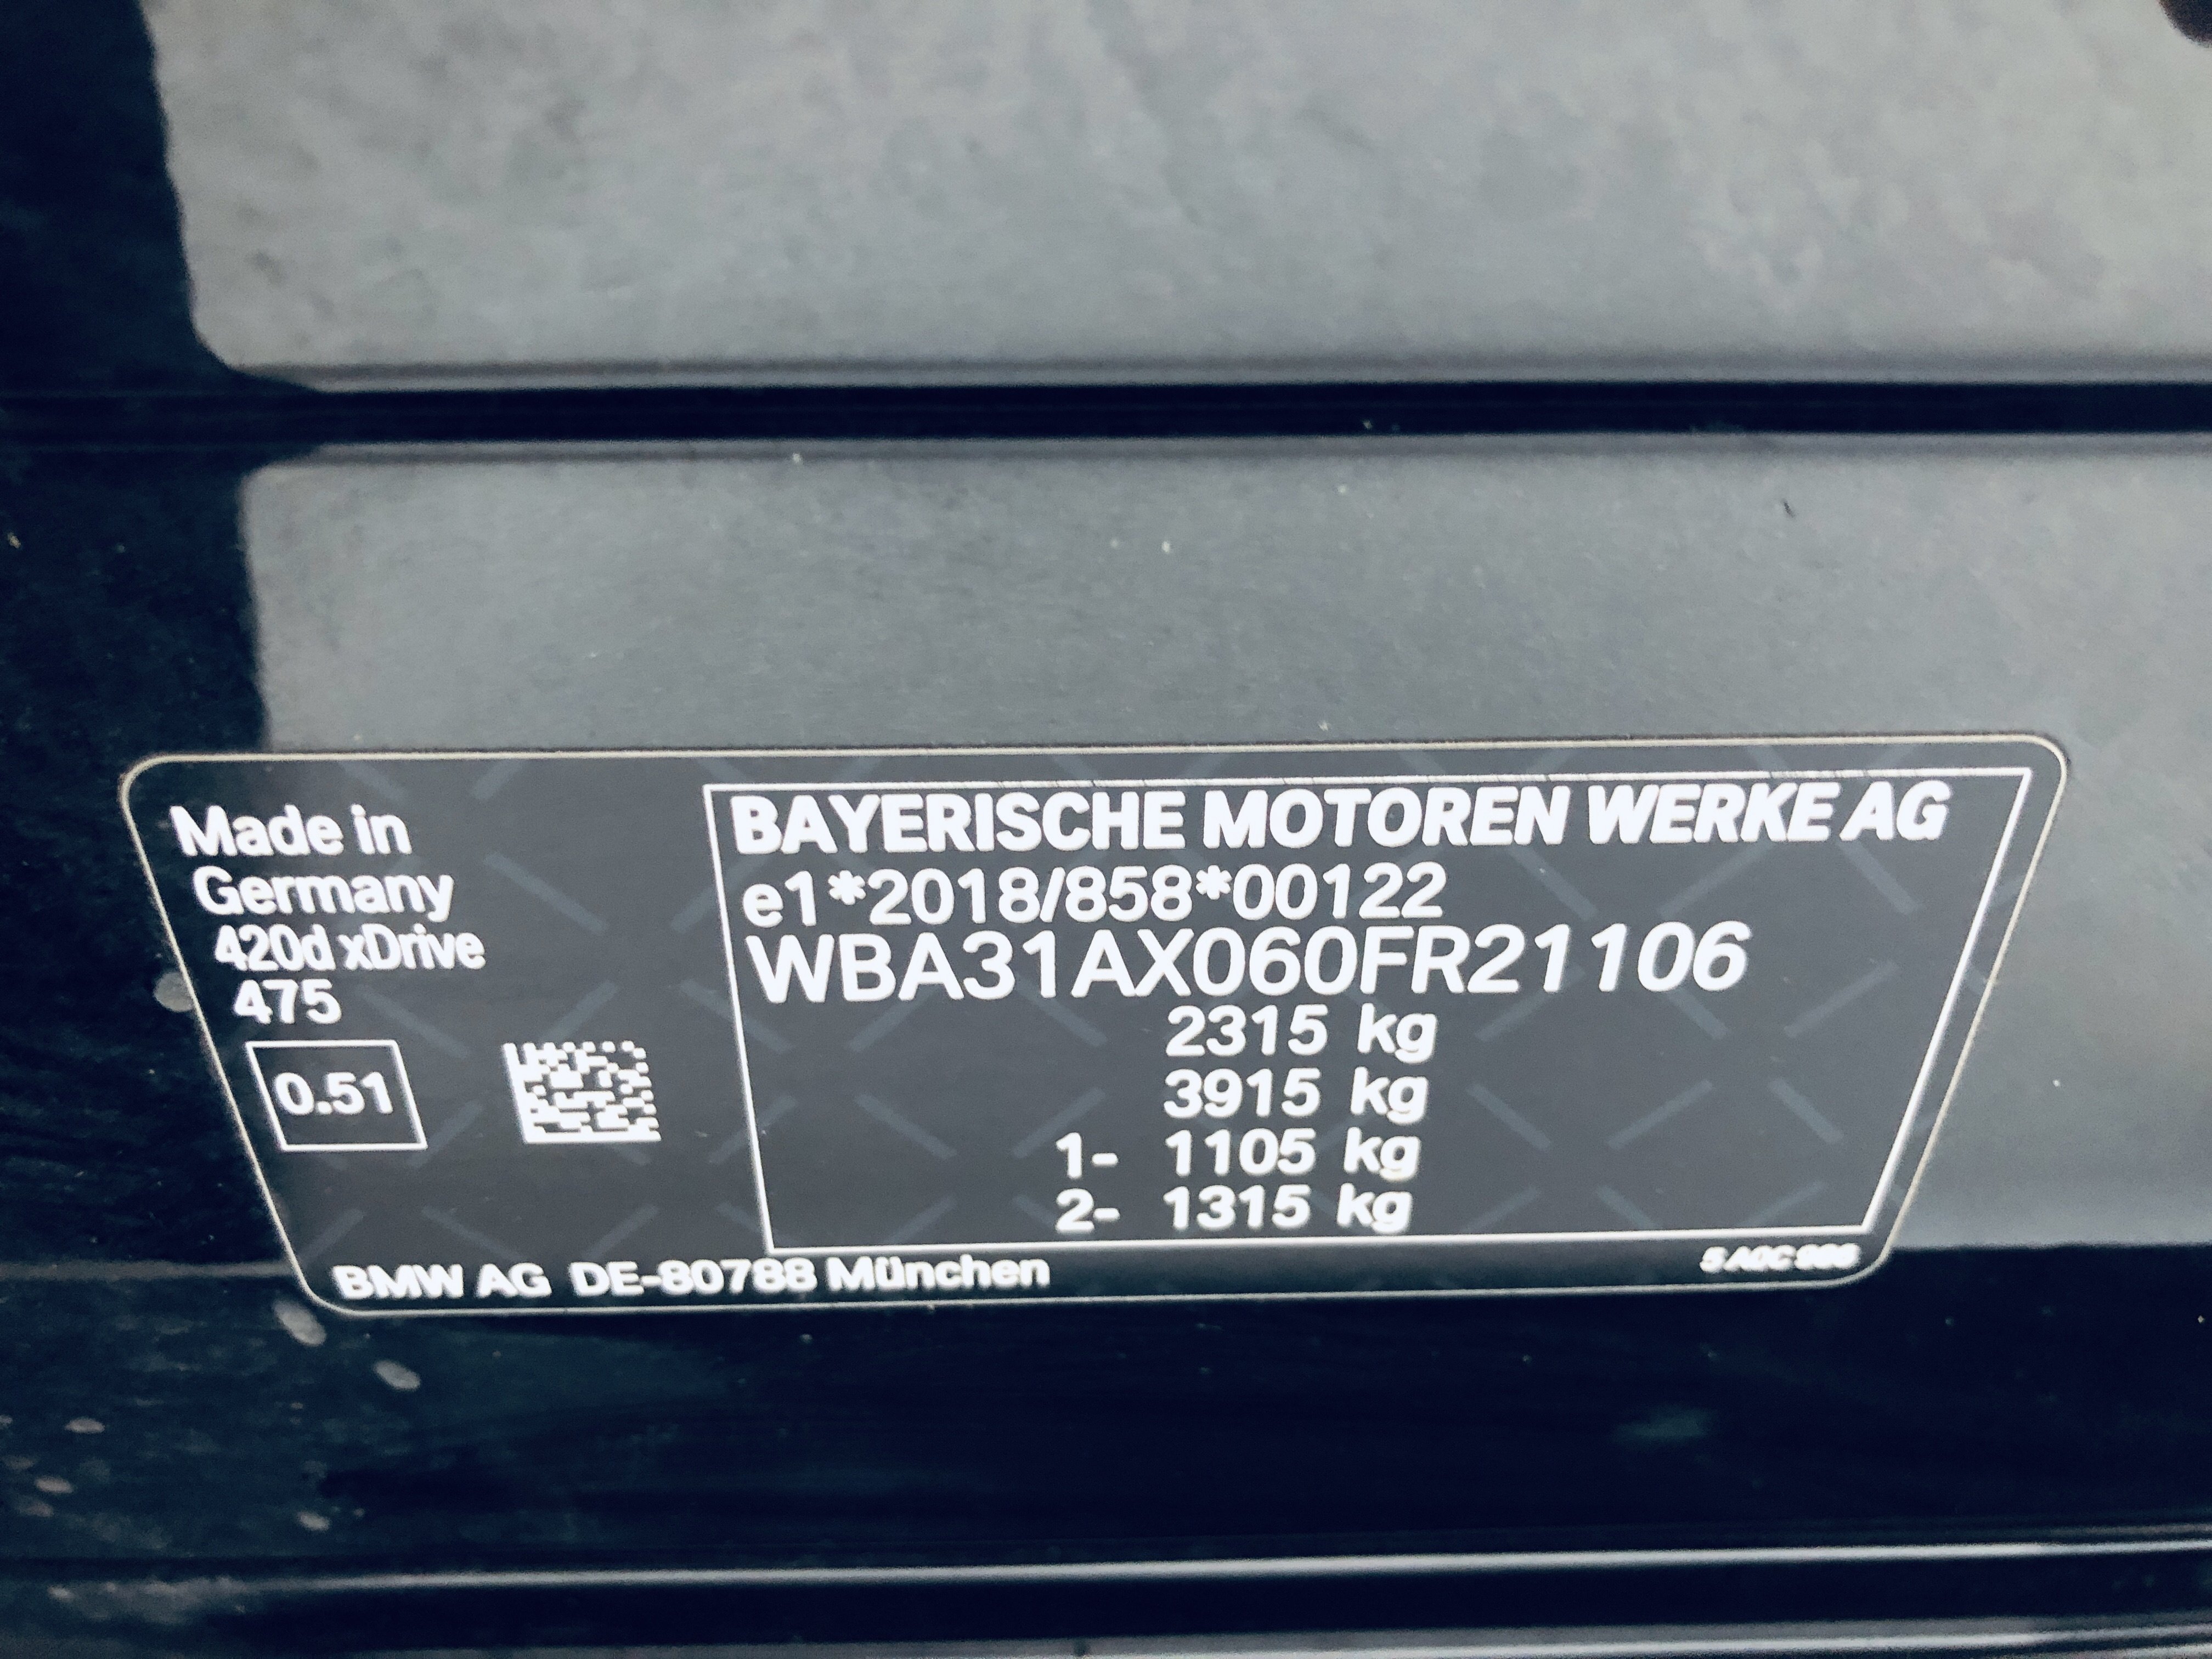 Made in
Germany
420d xDrive
475
0.51
BAYERISCHE MOTOREN WERKE AG
e1*2018/858*00122
WBA31AX060FR21106
2315 kg
3915 kg
1- 1105 kg
2- 1315 kg
BMW AG DE-80788 München